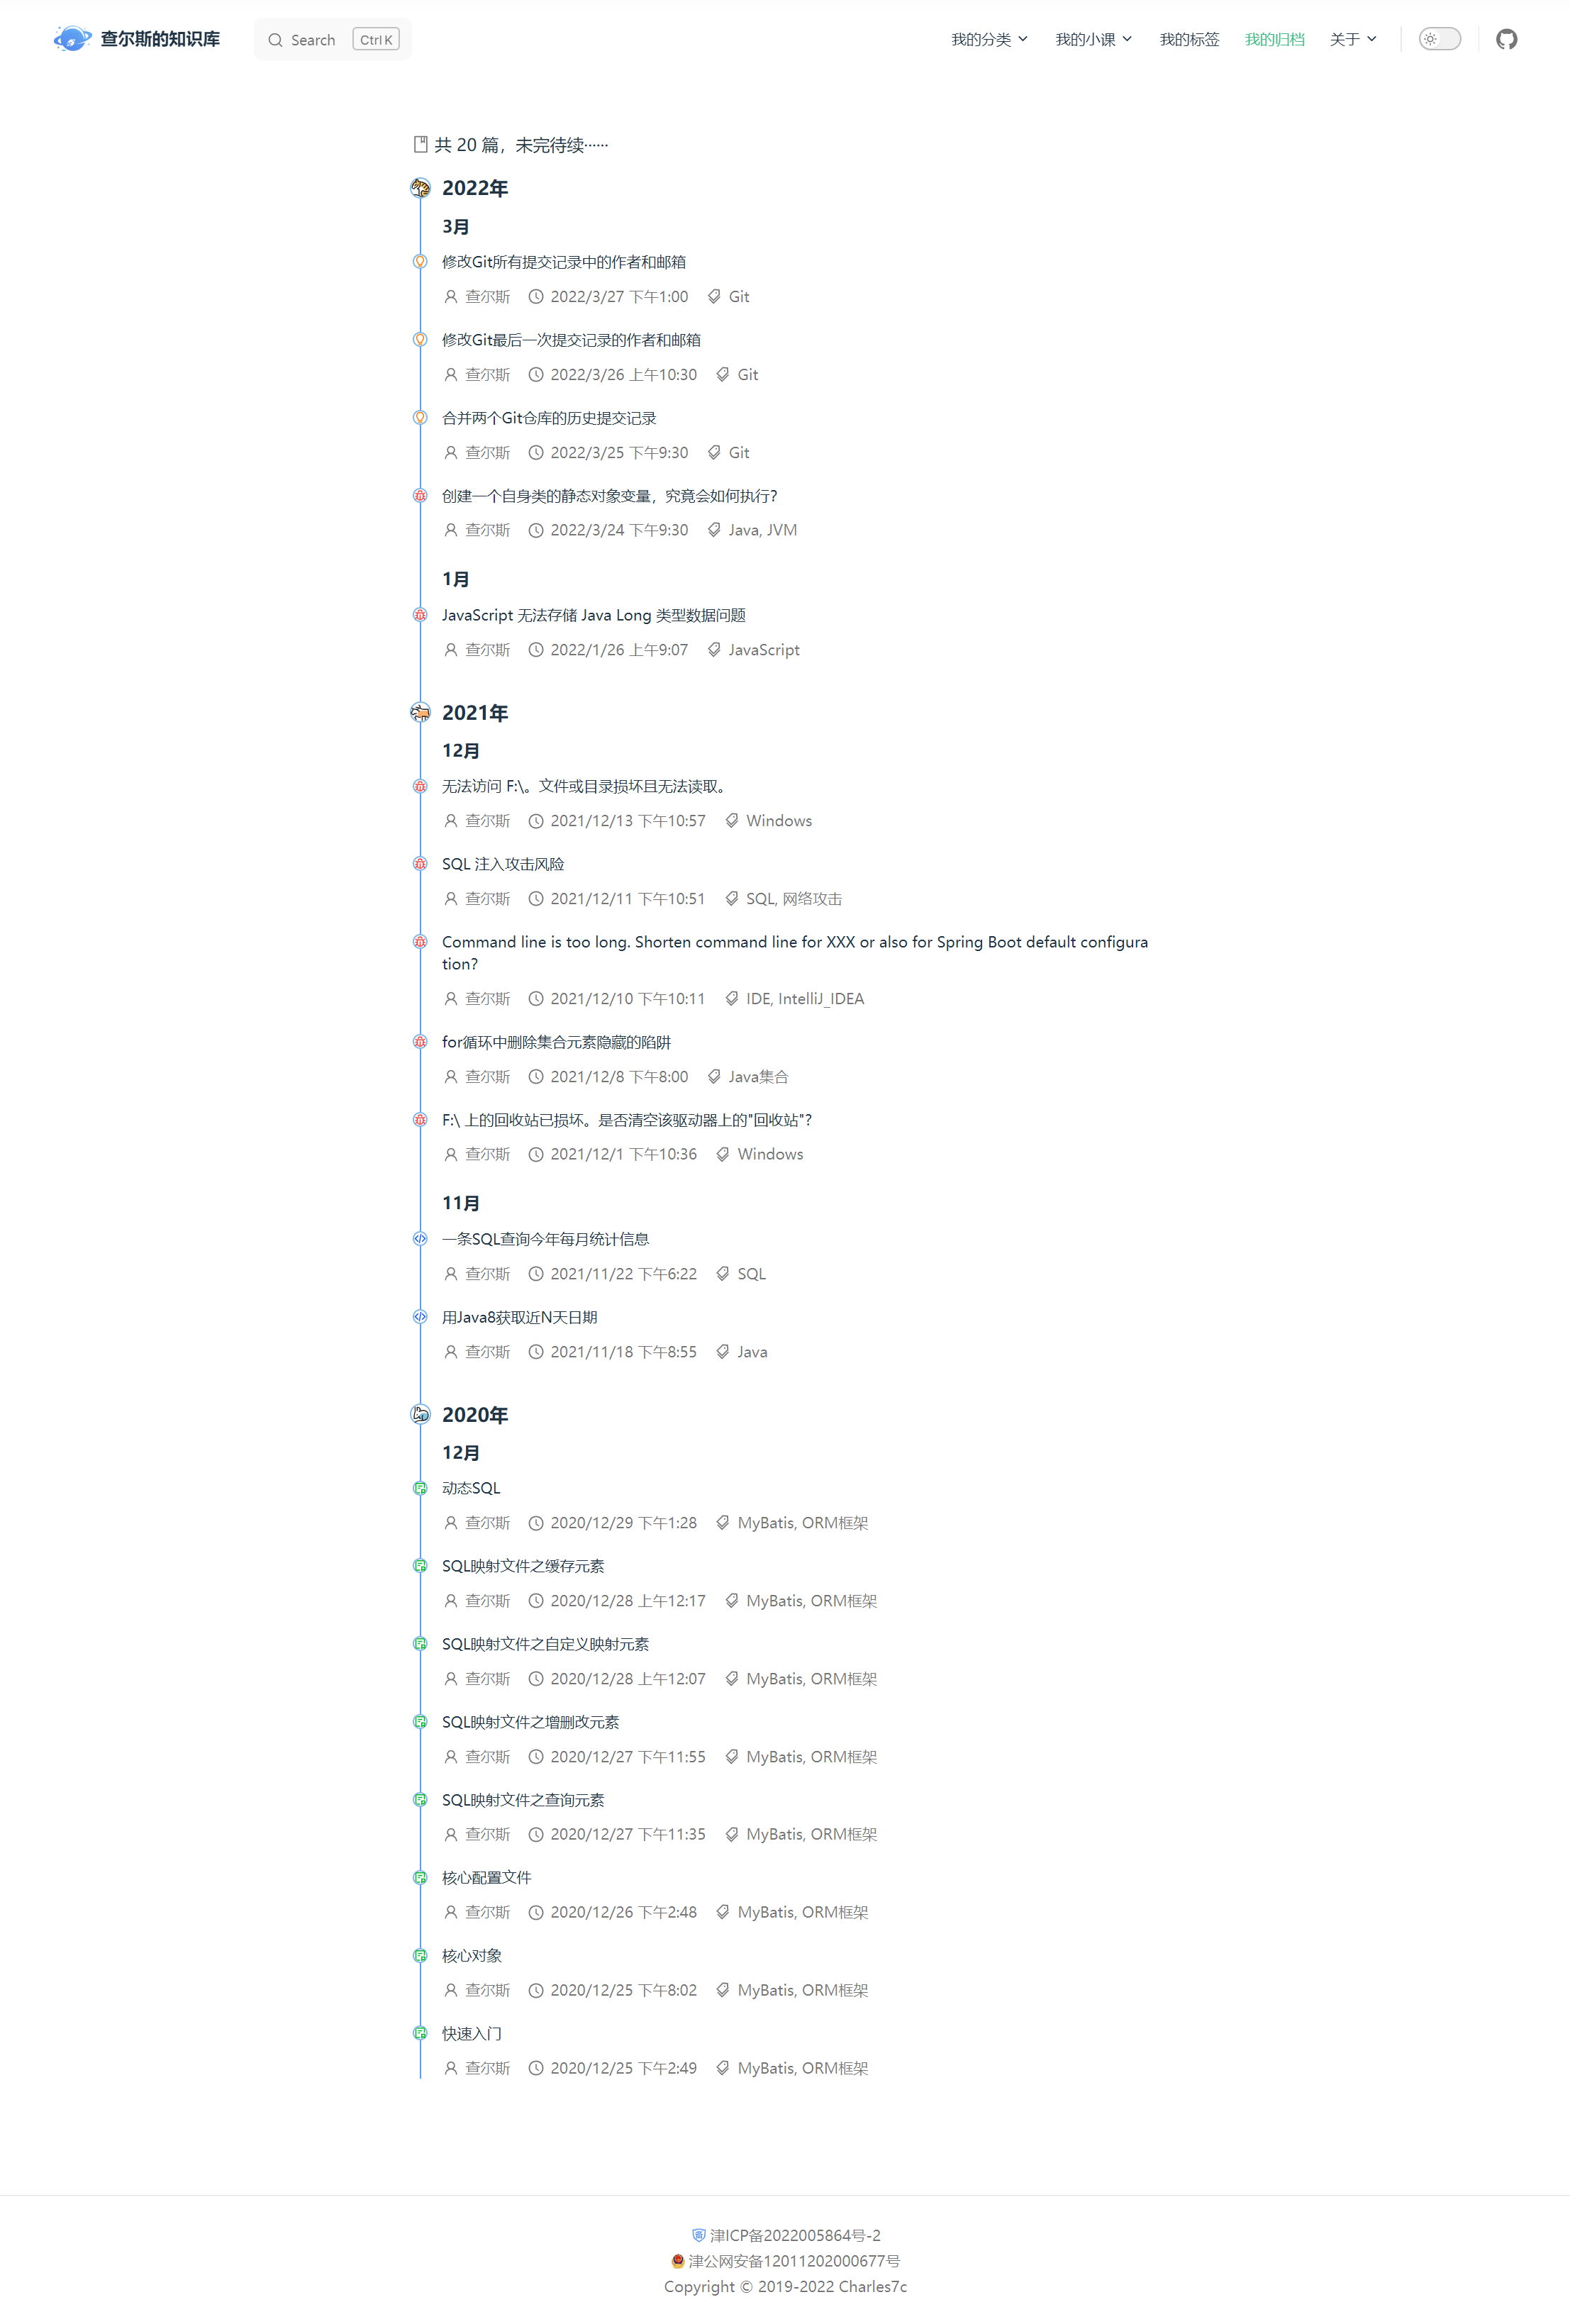 查尔斯的知识库
Search
Ctrl K
我的分类
我的小课
我的标签
我的归档
关于
共 20 篇，未完待续······
2022年
3月
修改Git所有提交记录中的作者和邮箱
查尔斯 2022/3/27 下午1:00 Git
修改Git最后一次提交记录的作者和邮箱
查尔斯 2022/3/26 上午10:30 Git
合并两个Git仓库的历史提交记录
查尔斯 2022/3/25 下午9:30 Git
创建一个自身类的静态对象变量，究竟会如何执行？
查尔斯 2022/3/24 下午9:30 Java, JVM
1月
JavaScript 无法存储 Java Long 类型数据问题
查尔斯 2022/1/26 上午9:07 JavaScript
2021年
12月
无法访问 F:\。文件或目录损坏且无法读取。
查尔斯 2021/12/13 下午10:57 Windows
SQL 注入攻击风险
查尔斯 2021/12/11 下午10:51 SQL, 网络攻击
Command line is too long. Shorten command line for XXX or also for Spring Boot default configura
tion?
查尔斯 2021/12/10 下午10:11 IDE, IntelliJ_IDEA
for循环中删除集合元素隐藏的陷阱
查尔斯 2021/12/8 下午8:00 Java集合
F:\ 上的回收站已损坏。是否清空该驱动器上的"回收站"?
查尔斯 2021/12/1 下午10:36 Windows
11月
一条SQL查询今年每月统计信息
查尔斯 2021/11/22 下午6:22 SQL
用Java8获取近N天日期
查尔斯 2021/11/18 下午8:55 Java
2020年
12月
动态SQL
查尔斯 2020/12/29 下午1:28 MyBatis, ORM框架
SQL映射文件之缓存元素
查尔斯 2020/12/28 上午12:17 MyBatis, ORM框架
SQL映射文件之自定义映射元素
查尔斯 2020/12/28 上午12:07 MyBatis, ORM框架
SQL映射文件之增删改元素
查尔斯 2020/12/27 下午11:55 MyBatis, ORM框架
SQL映射文件之查询元素
查尔斯 2020/12/27 下午11:35 MyBatis, ORM框架
核心配置文件
查尔斯 2020/12/26 下午2:48 MyBatis, ORM框架
核心对象
查尔斯 2020/12/25 下午8:02 MyBatis, ORM框架
快速入门
查尔斯 2020/12/25 下午2:49 MyBatis, ORM框架
津ICP备2022005864号-2
津公网安备12011202000677号
Copyright © 2019-2022 Charles7c